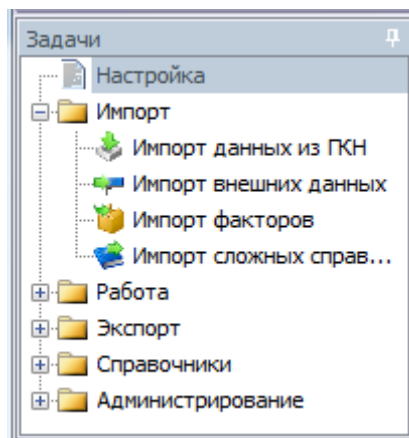 Задачи
Настройка
Импорт
Импорт данных из ГКН
Импорт внешних данных
Импорт факторов
Импорт сложных справ...
Работа
Экспорт
Справочники
Администрирование